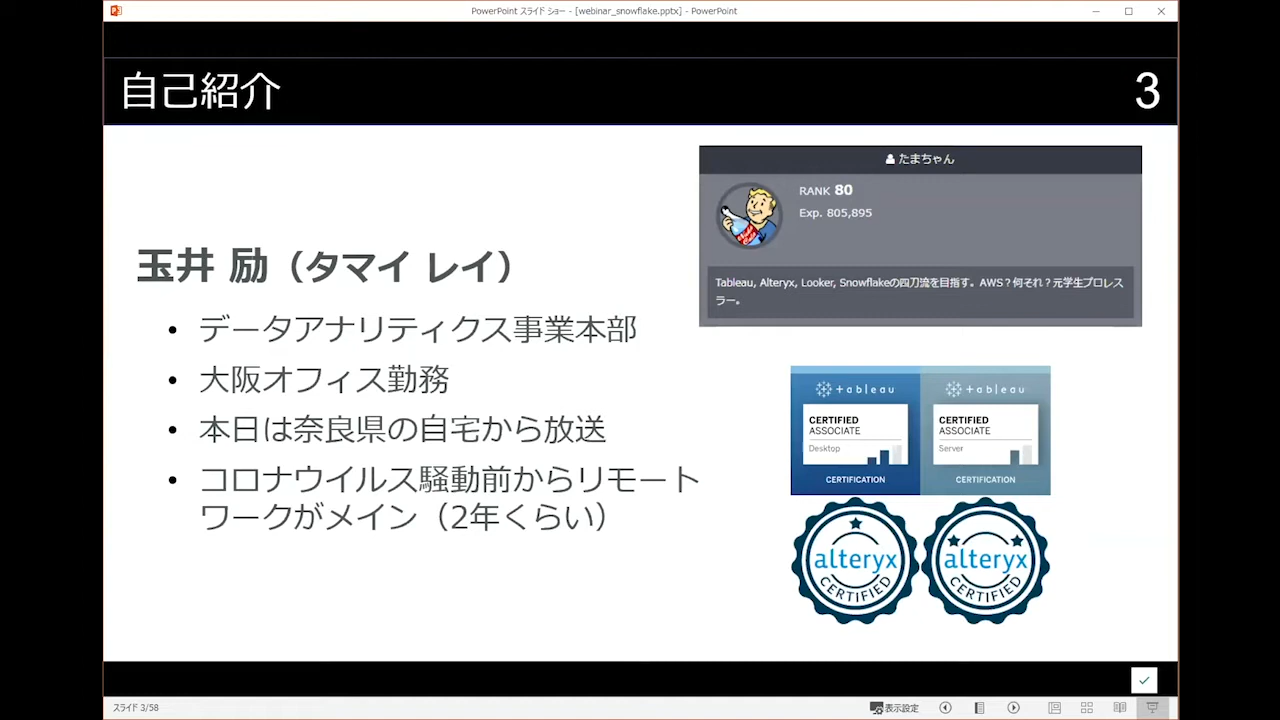 PowerPoint スライド ショー - [webinar_snowflake.pptx] - PowerPoint
自己紹介
3
玉井 励（タマイ レイ）
• データアナリティクス事業本部
• 大阪オフィス勤務
• 本日は奈良県の自宅から放送
• コロナウイルス騒動前からリモート
ワークがメイン（2年くらい）
たまちゃん
RANK 80
Exp. 805,895
Tableau, Alteryx, Looker, Snowflakeの四刀流を目指す。AWS？何それ？元学生プロレス
ラー。
+ableau
CERTIFIED
ASSOCIATE
Desktop
CERTIFICATION
+ableau
CERTIFIED
ASSOCIATE
Server
CERTIFICATION
alteryx
CERTIFIED
alteryx
CERTIFIED
スライド 3/58
表示設定